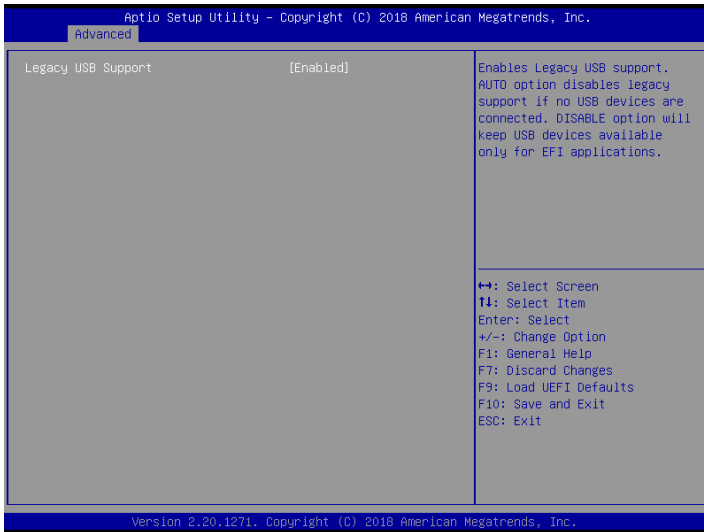 Aptio Setup Utility – Copyright (C) 2018 American Megatrends, Inc.
Advanced
Legacy USB Support [Enabled]
Enables Legacy USB support.
AUTO option disables legacy
support if no USB devices are
connected. DISABLE option will
keep USB devices available
only for EFI applications.
↔: Select Screen
↑↓: Select Item
Enter: Select
+/-: Change Option
F1: General Help
F7: Discard Changes
F9: Load UEFI Defaults
F10: Save and Exit
ESC: Exit
Version 2.20.1271. Copyright (C) 2018 American Megatrends, Inc.